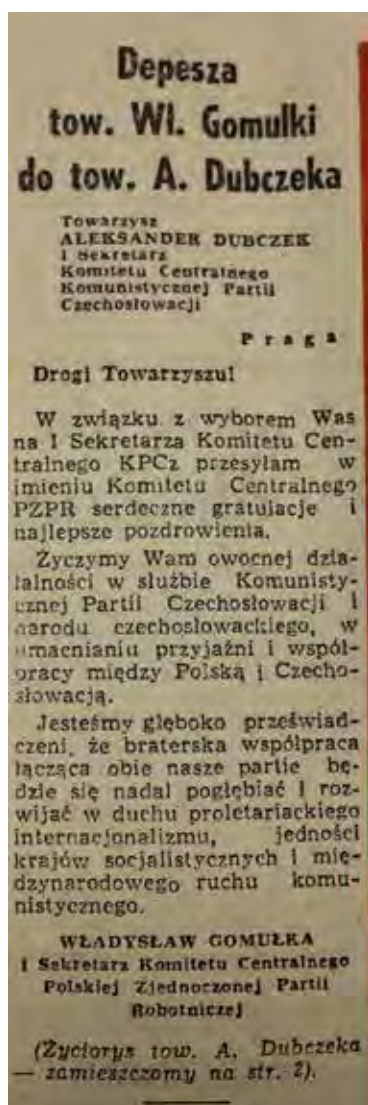 Depesza
tow. Wł. Gomułki
do tow. A. Dubczeka
Towarzysz
ALEKSANDER DUBCZEK
I Sekretarz
Komitetu Centralnego
Komunistycznej Partii
Czechosłowacji
Praga
Drogi Towarzyszu!
W związku z wyborem Was
na I Sekretarza Komitetu Cen-
tralnego KPCz przesyłam w
imieniu Komitetu Centralnego
PZPR serdeczne gratulacje i
najlepsze pozdrowienia.
Życzymy Wam owocnej dzia-
łalności w służbie Komunisty-
cznej Partii Czechosłowacji i
narodu czechosłowackiego, w
umacnianiu przyjaźni i współ-
pracy między Polską i Czecho-
słowacją.
Jesteśmy głęboko przeświad-
czeni, że braterska współpraca
łącząca obie nasze partie bę-
dzie się nadal pogłębiać i roz-
wijać w duchu proletariackiego
internacjonalizmu, jedności
krajów socjalistycznych i mię-
dzynarodowego ruchu komu-
nistycznego.
WŁADYSŁAW GOMUŁKA
I Sekretarz Komitetu Centralnego
Polskiej Zjednoczonej Partii
Robotniczej
(Życiorys tow. A. Dubczeka
— zamieszczamy na str. 2).